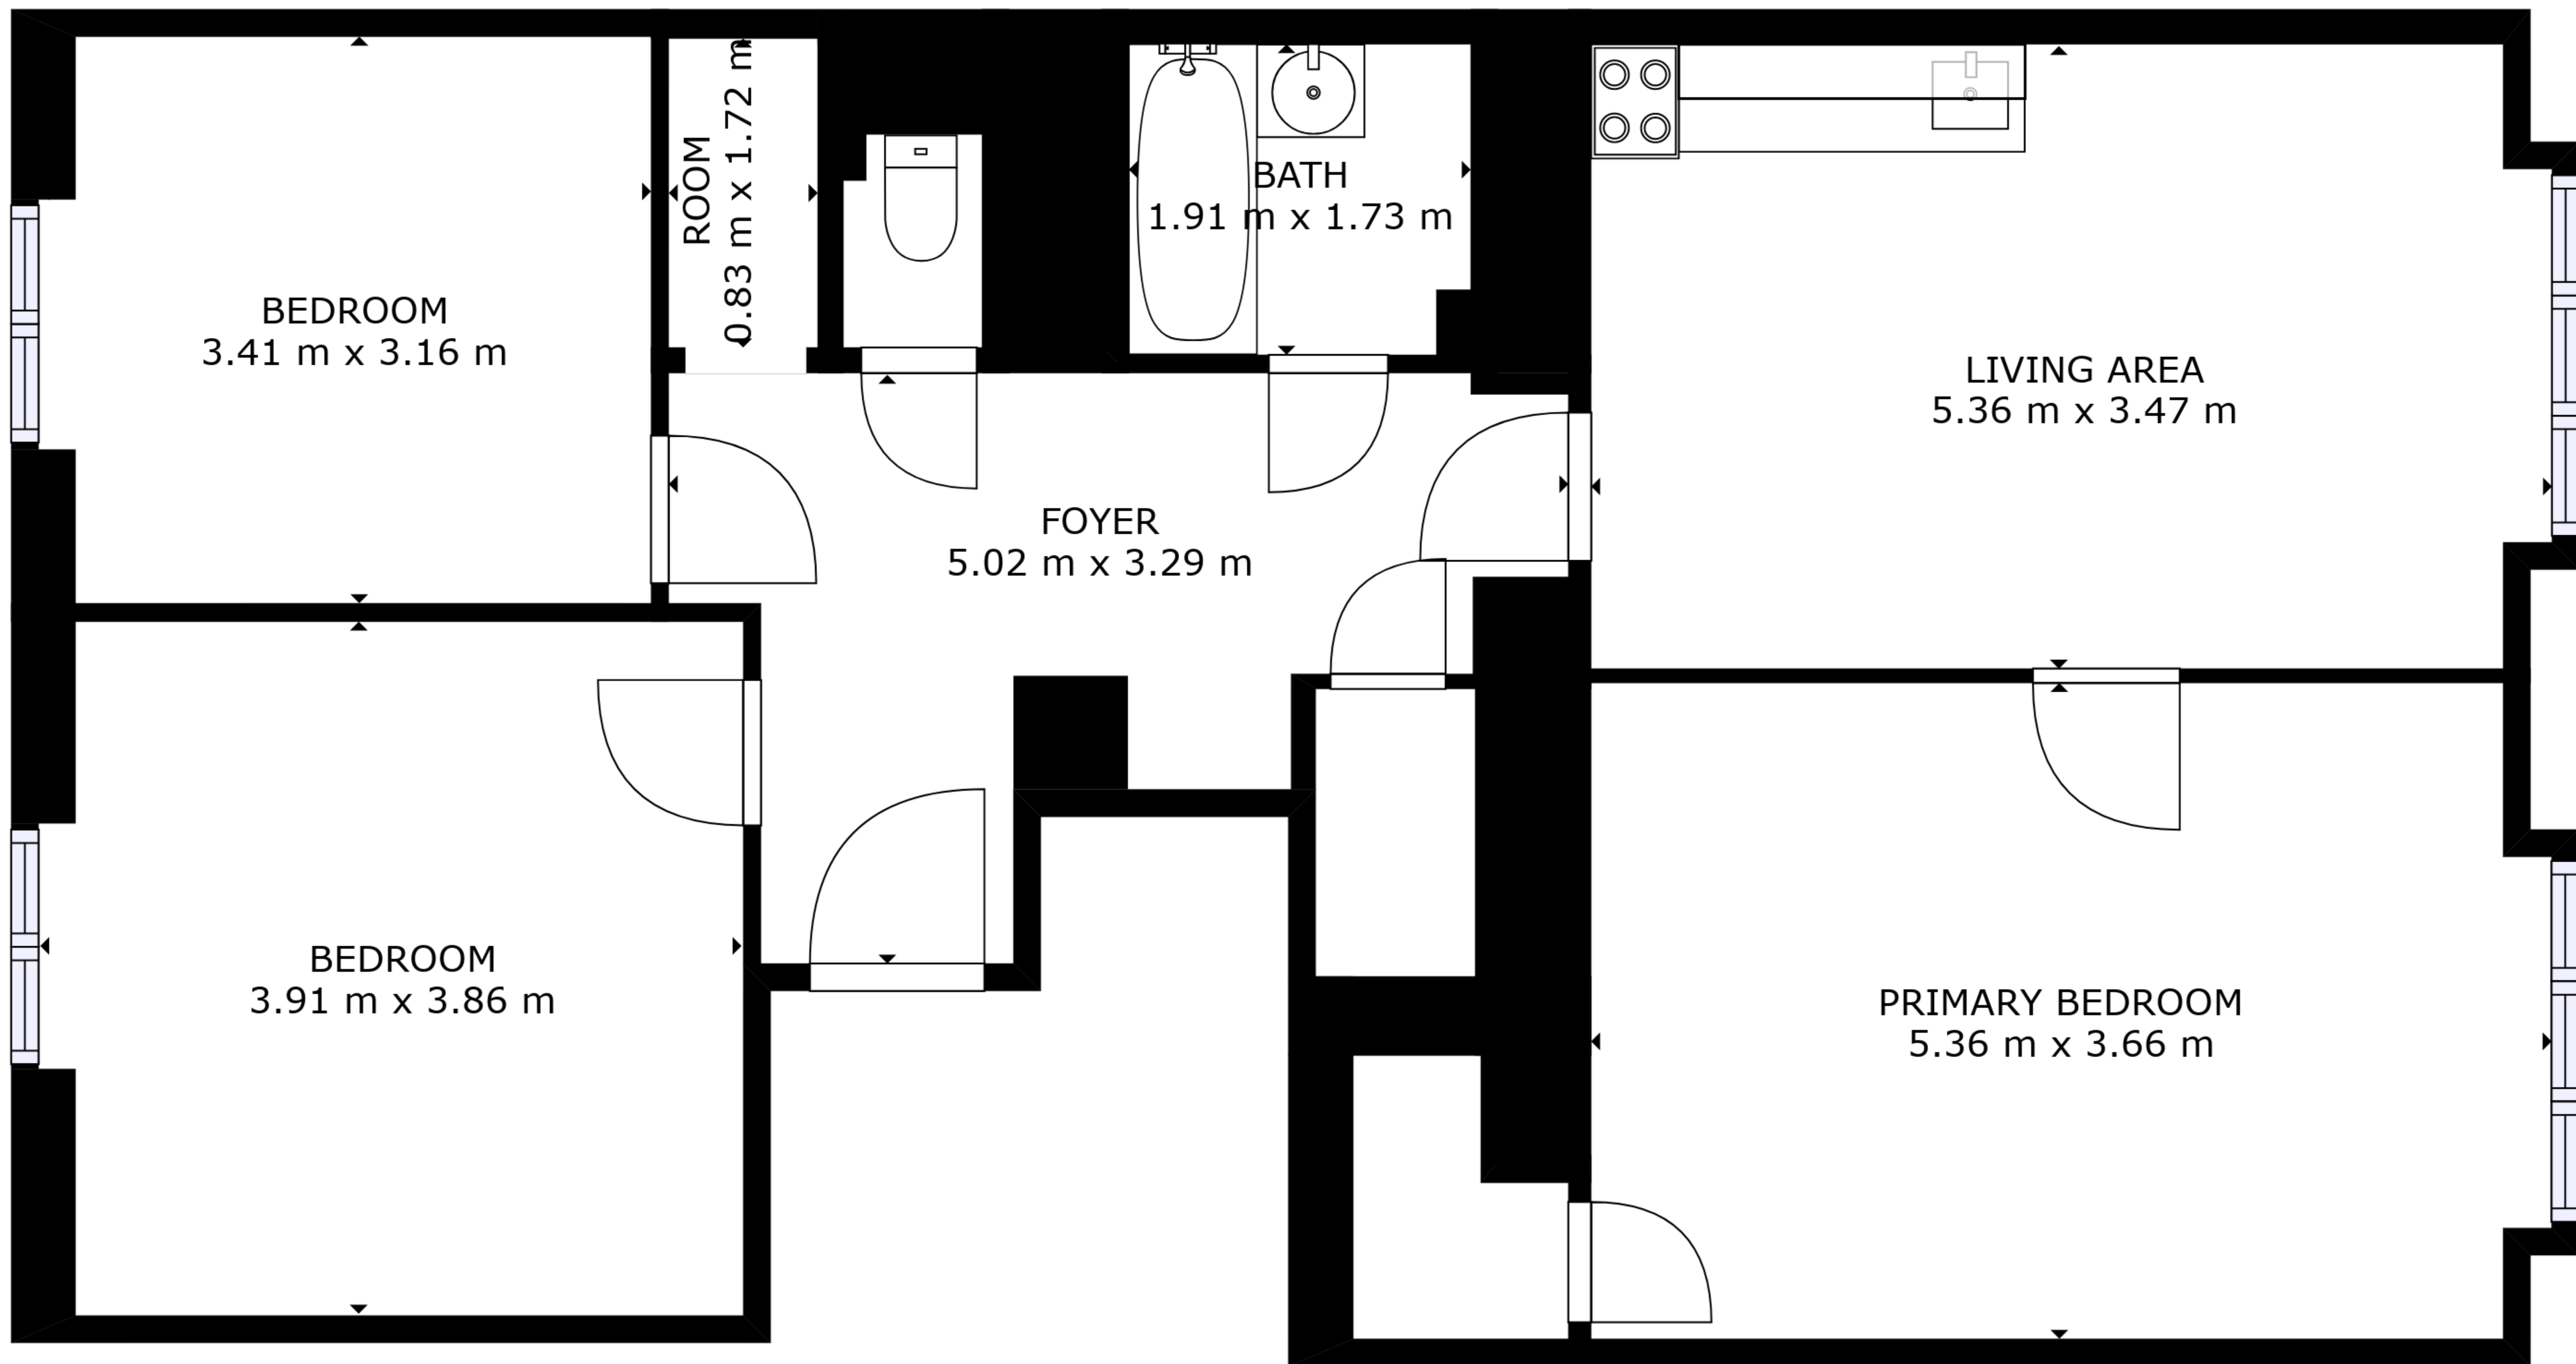 ROOM
0.83 m x 1.72 m
BATH
1.91 m x 1.73 m
BEDROOM
3.41 m x 3.16 m
LIVING AREA
5.36 m x 3.47 m
FOYER
5.02 m x 3.29 m
BEDROOM
3.91 m x 3.86 m
PRIMARY BEDROOM
5.36 m x 3.66 m